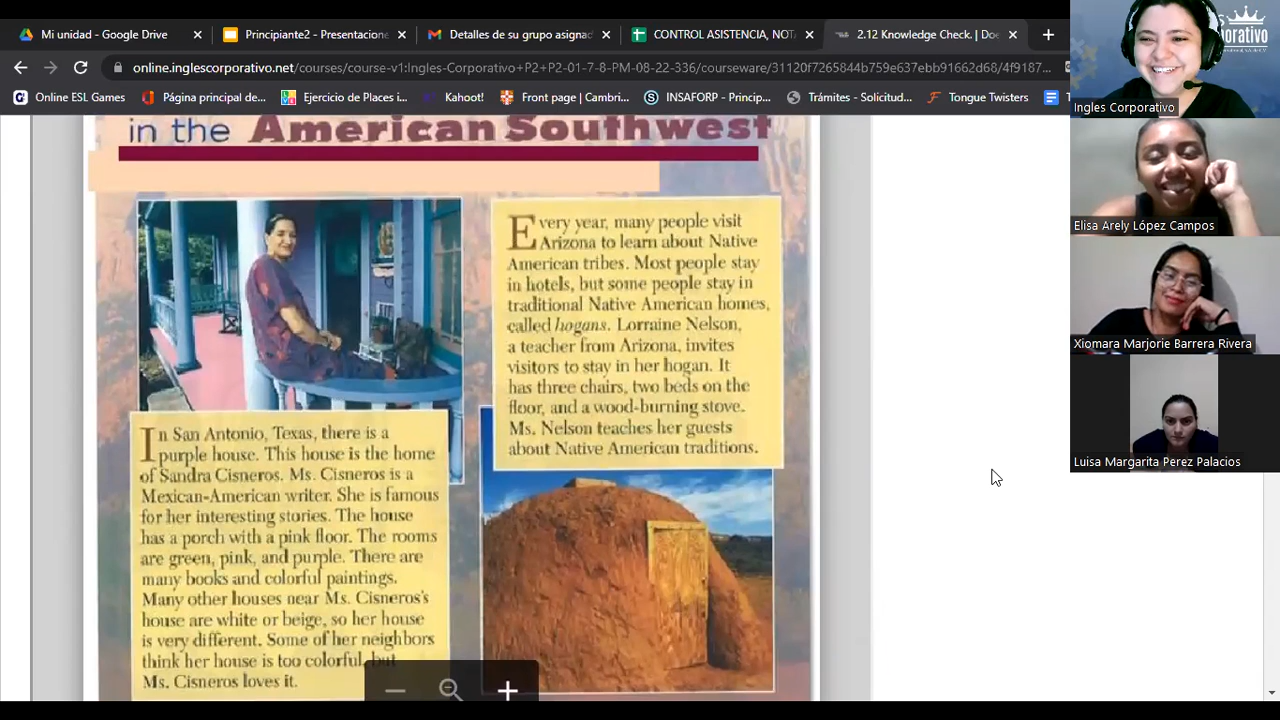 Mi unidad - Google Drive
Principiante2 - Presentacione
Detalles de su grupo asignad
CONTROL ASISTENCIA, NOTA
2.12 Knowledge Check. | Doe
online.inglescorporativo.net/courses/course-v1:Ingles-Corporativo+P2+P2-01-7-8-PM-08-22-336/courseware/311b2f265844b759e637ebb91662d68/4f9187...
Online ESL Games
Página principal de...
Ejercicio de Places i...
Kahoot!
Front page | Cambri...
INSAFORP - Princip...
Trámites - Solicitud...
Tongue Twisters
in the American Southwest
Every year, many people visit
Arizona to learn about Native
American tribes. Most people stay
in hotels, but some people stay in
traditional Native American homes,
called hogans. Lorraine Nelson,
a teacher from Arizona, invites
visitors to stay in her hogan. It
has three chairs, two beds on the
floor, and a wood-burning stove.
Ms. Nelson teaches her guests
about Native American traditions.
In San Antonio, Texas, there is a
purple house. This house is the home
of Sandra Cisneros. Ms. Cisneros is a
Mexican-American writer. She is famous
for her interesting stories. The house
has a porch with a pink floor. The rooms
are green, pink, and purple. There are
many books and colorful paintings.
Many other houses near Ms. Cisneros's
house are white or beige, so her house
is very different. Some of her neighbors
think her house is too colorful, but
Ms. Cisneros loves it.
Ingles Corporativo
Elisa Arely López Campos
Xiomara Marjorie Barrera Rivera
Luisa Margarita Perez Palacios